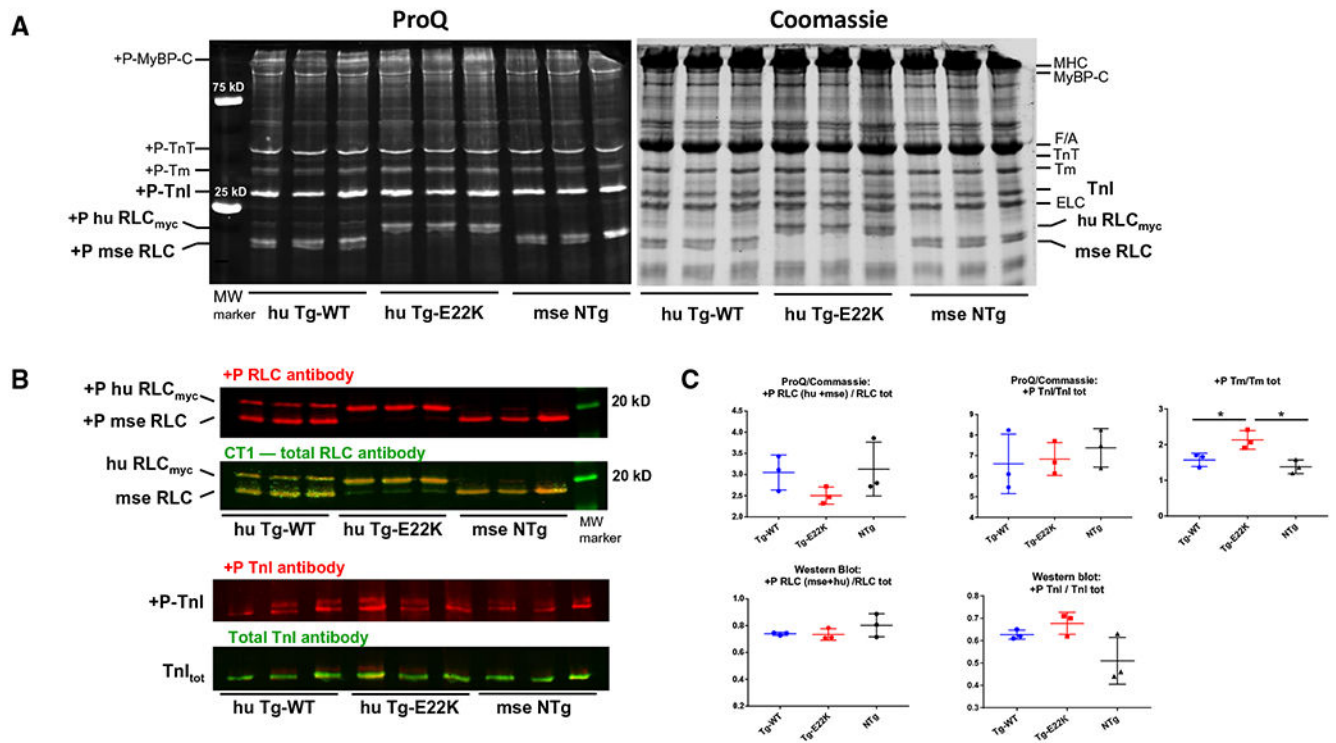 A
ProQ
Coomassie
+P-MyBP-C
75 kD
+P-TnT
+P-Tm
+P-TnI
25 kD
+P hu RLCmyc
+P mse RLC
MHC
MyBP-C
F/A
TnT
Tm
TnI
ELC
hu RLCmyc
mse RLC
MW
marker
hu Tg-WT
hu Tg-E22K
mse NTg
hu Tg-WT
hu Tg-E22K
mse NTg
B
+P RLC antibody
+P hu RLCmyc
+P mse RLC
20 kD
CT1 — total RLC antibody
hu RLCmyc
mse RLC
20 kD
hu Tg-WT
hu Tg-E22K
mse NTg
MW
marker
+P TnI antibody
+P-TnI
Total TnI antibody
TnItot
hu Tg-WT
hu Tg-E22K
mse NTg
C
ProQ/Commassie:
+P RLC (hu +mse) / RLC tot
4.5
4.0
3.5
3.0
2.5
2.0
Tg-WT
Tg-E22K
NTg
ProQ/Commassie:
+P TnI/TnI tot
9
8
7
6
5
4
Tg-WT
Tg-E22K
NTg
+P Tm/Tm tot
* *
3
2
1
0
Tg-WT
Tg-E22K
NTg
Western Blot:
+P RLC (mse+hu) /RLC tot
1.0
0.8
0.6
0.4
0.2
Tg-WT
Tg-E22K
NTg
Western blot:
+P TnI / TnI tot
0.8
0.7
0.6
0.5
0.4
0.3
Tg-WT
Tg-E22K
NTg